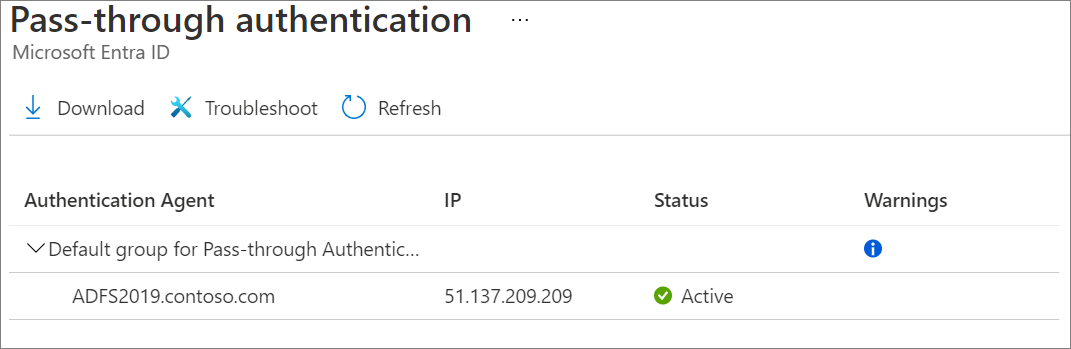 Pass-through authentication ...
Microsoft Entra ID
Download Troubleshoot Refresh
Authentication Agent IP Status Warnings
Default group for Pass-through Authentic...
ADFS2019.contoso.com 51.137.209.209 Active